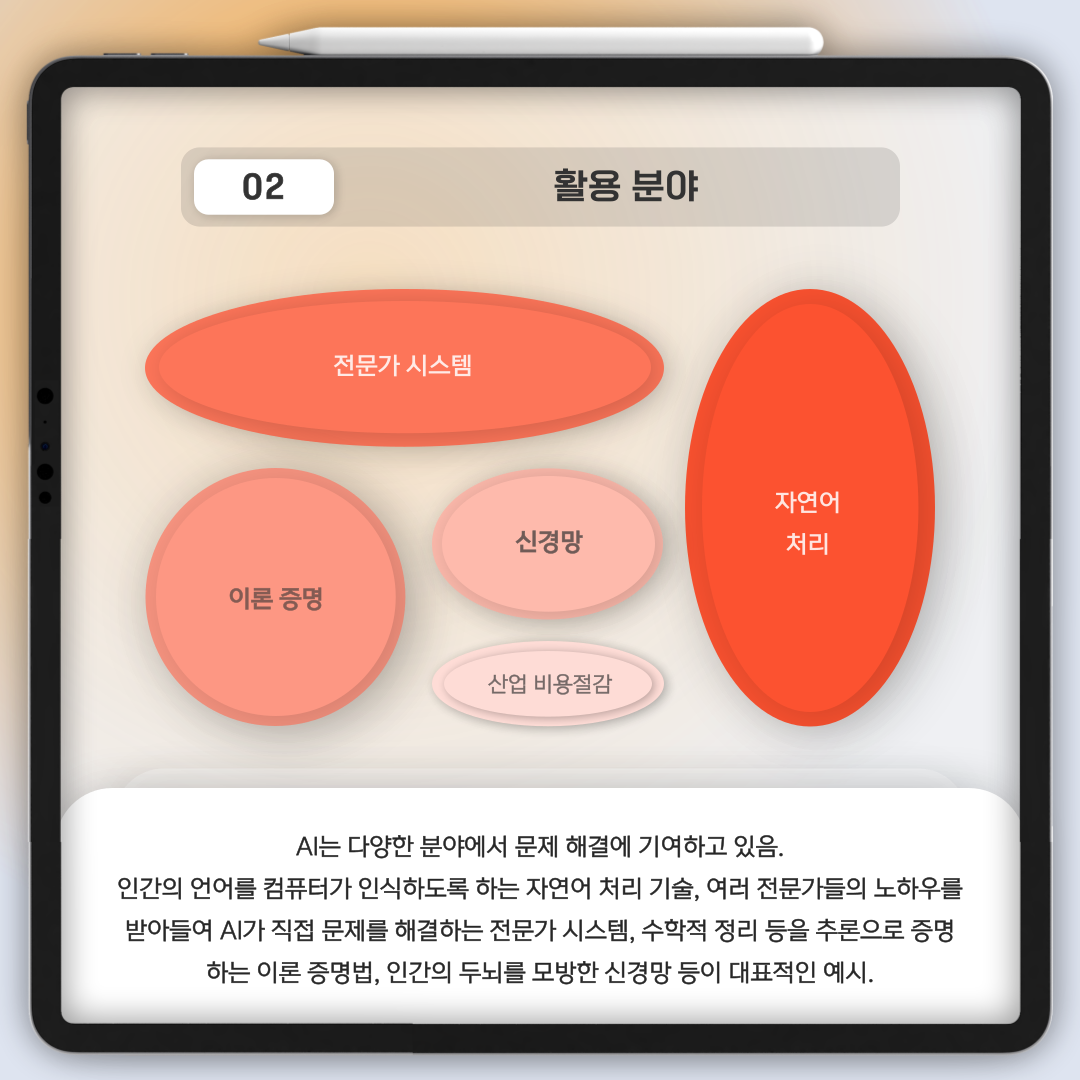 02
활용 분야
전문가 시스템
자연어
처리
이론 증명
신경망
산업 비용절감
AI는 다양한 분야에서 문제 해결에 기여하고 있음.
인간의 언어를 컴퓨터가 인식하도록 하는 자연어 처리 기술, 여러 전문가들의 노하우를
받아들여 AI가 직접 문제를 해결하는 전문가 시스템, 수학적 정리 등을 추론으로 증명
하는 이론 증명법, 인간의 두뇌를 모방한 신경망 등이 대표적인 예시.